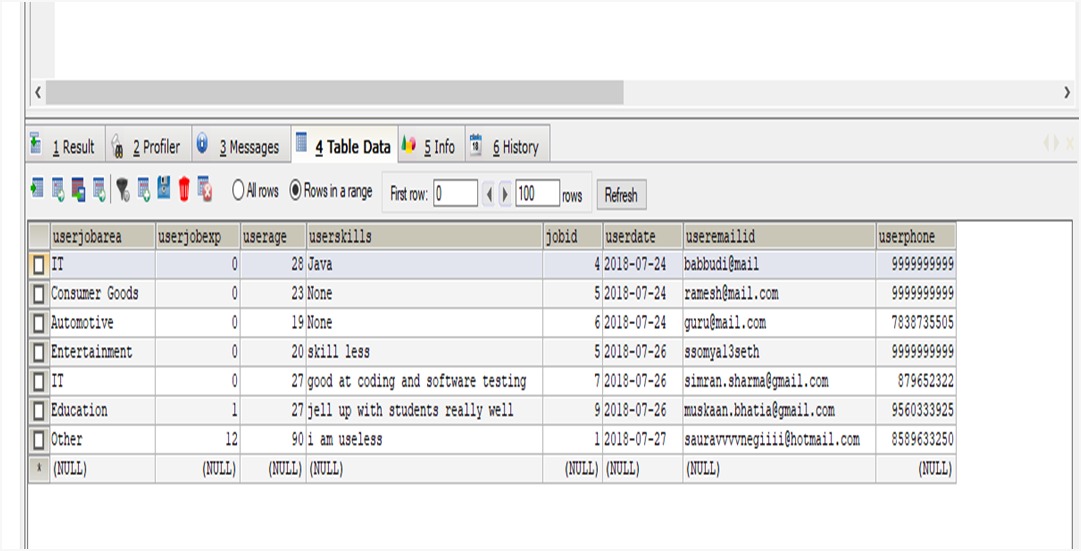 1 Result 2 Profiler 3 Messages 4 Table Data 5 Info 18 6 History
All rows Rows in a range First row: 0 100 rows Refresh
userjobarea userjobexp userage userskills jobid userdate useremailid userphone
IT 0 28 Java 4 2018-07-24 babbudi@mail 9999999999
Consumer Goods 0 23 None 5 2018-07-24 ramesh@mail.com 9999999999
Automotive 0 19 None 6 2018-07-24 guru@mail.com 7838735505
Entertainment 0 20 skill less 5 2018-07-26 ssomya13seth 9999999999
IT 0 27 good at coding and software testing 7 2018-07-26 simran.sharma@gmail.com 879652322
Education 1 27 jell up with students really well 9 2018-07-26 muskaan.bhatia@gmail.com 9560333925
Other 12 90 i am useless 1 2018-07-27 sauravvvvnegiiii@hotmail.com 8589633250
* (NULL) (NULL) (NULL) (NULL) (NULL) (NULL) (NULL) (NULL)